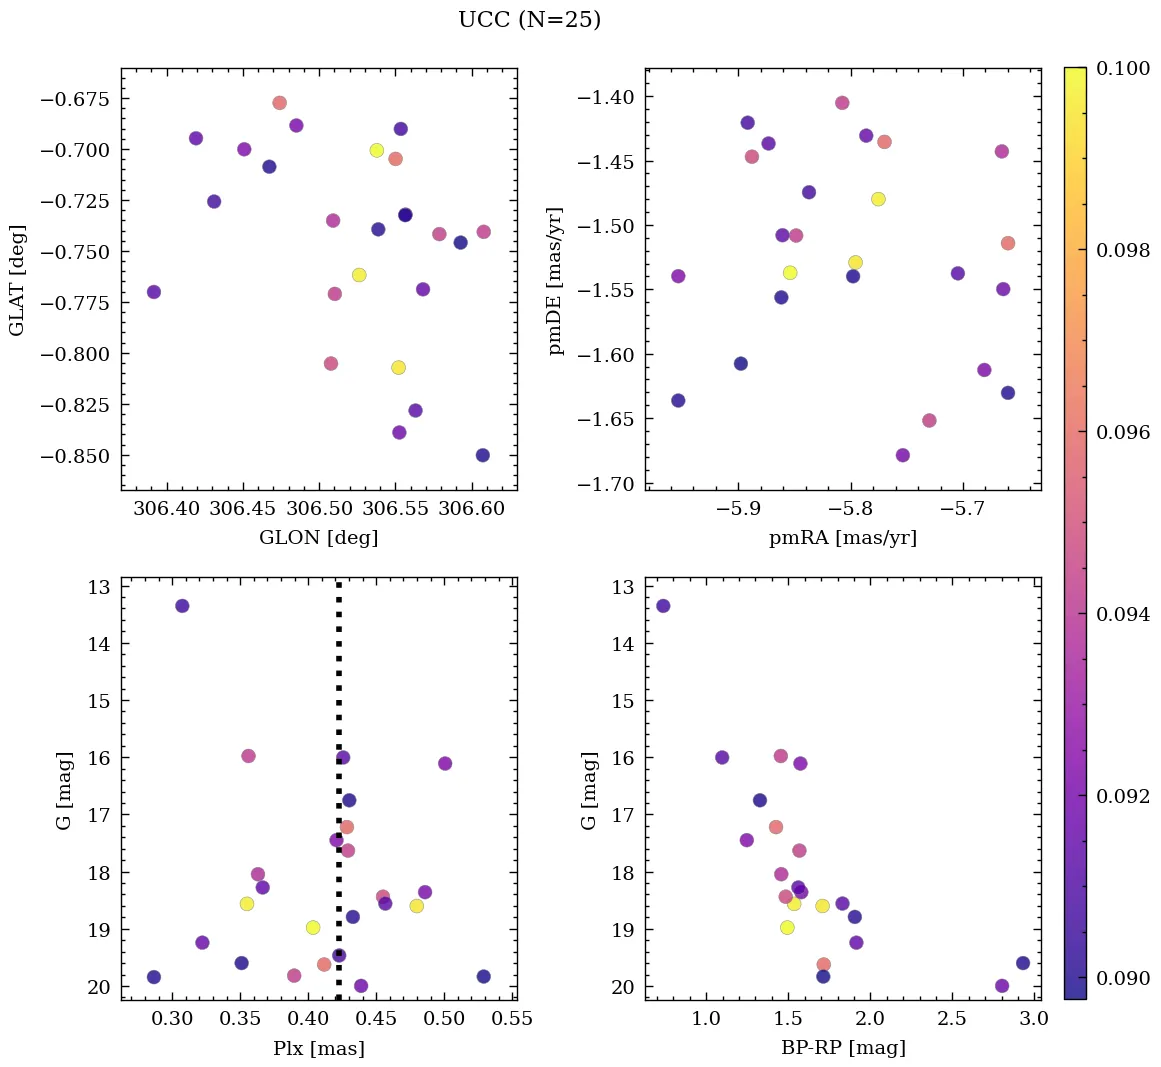 UCC (N=25)
−0.675
−0.700
−0.725
−0.750
−0.775
−0.800
−0.825
−0.850
GLAT [deg]
306.40 306.45 306.50 306.55 306.60
GLON [deg]
−1.40
−1.45
−1.50
−1.55
−1.60
−1.65
−1.70
pmDE [mas/yr]
−5.9 −5.8 −5.7
pmRA [mas/yr]
13
14
15
16
17
18
19
20
G [mag]
0.30 0.35 0.40 0.45 0.50 0.55
Plx [mas]
13
14
15
16
17
18
19
20
G [mag]
1.0 1.5 2.0 2.5 3.0
BP-RP [mag]
0.100
0.098
0.096
0.094
0.092
0.090